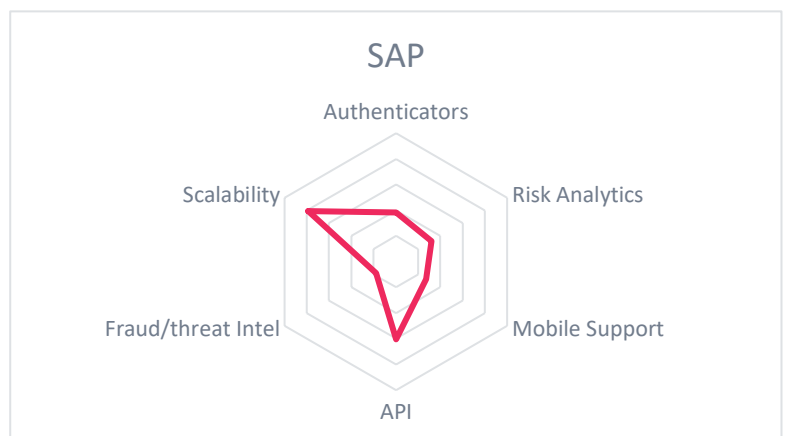 SAP
Authenticators
Scalability
Risk Analytics
Fraud/threat Intel
Mobile Support
API